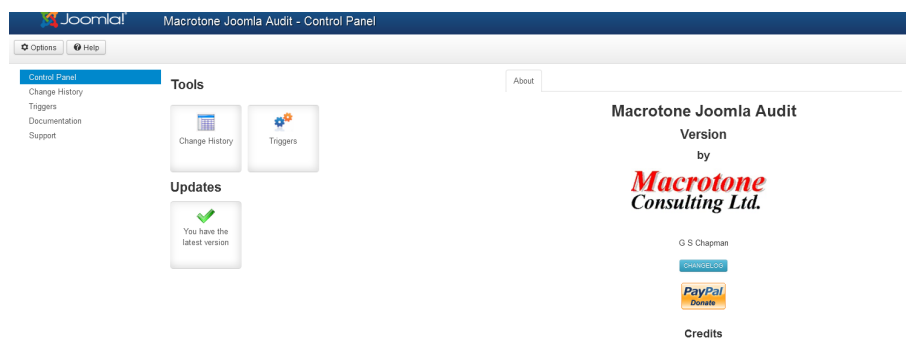 Joomla!
Macrotone Joomla Audit - Control Panel
Options
Help
Control Panel
Change History
Triggers
Documentation
Support
Tools
Change History
Triggers
Updates
You have the
latest version
About
Macrotone Joomla Audit
Version
by
Macrotone
Consulting Ltd.
G S Chapman
CHANGELOG
PayPal
Donate
Credits